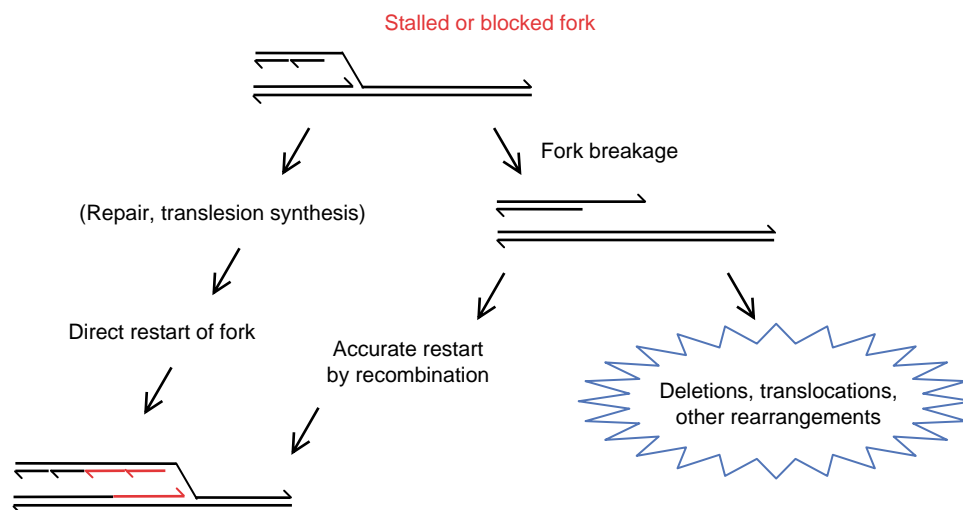 Stalled or blocked fork
Fork breakage
(Repair, translesion synthesis)
Direct restart of fork
Accurate restart
by recombination
Deletions, translocations,
other rearrangements